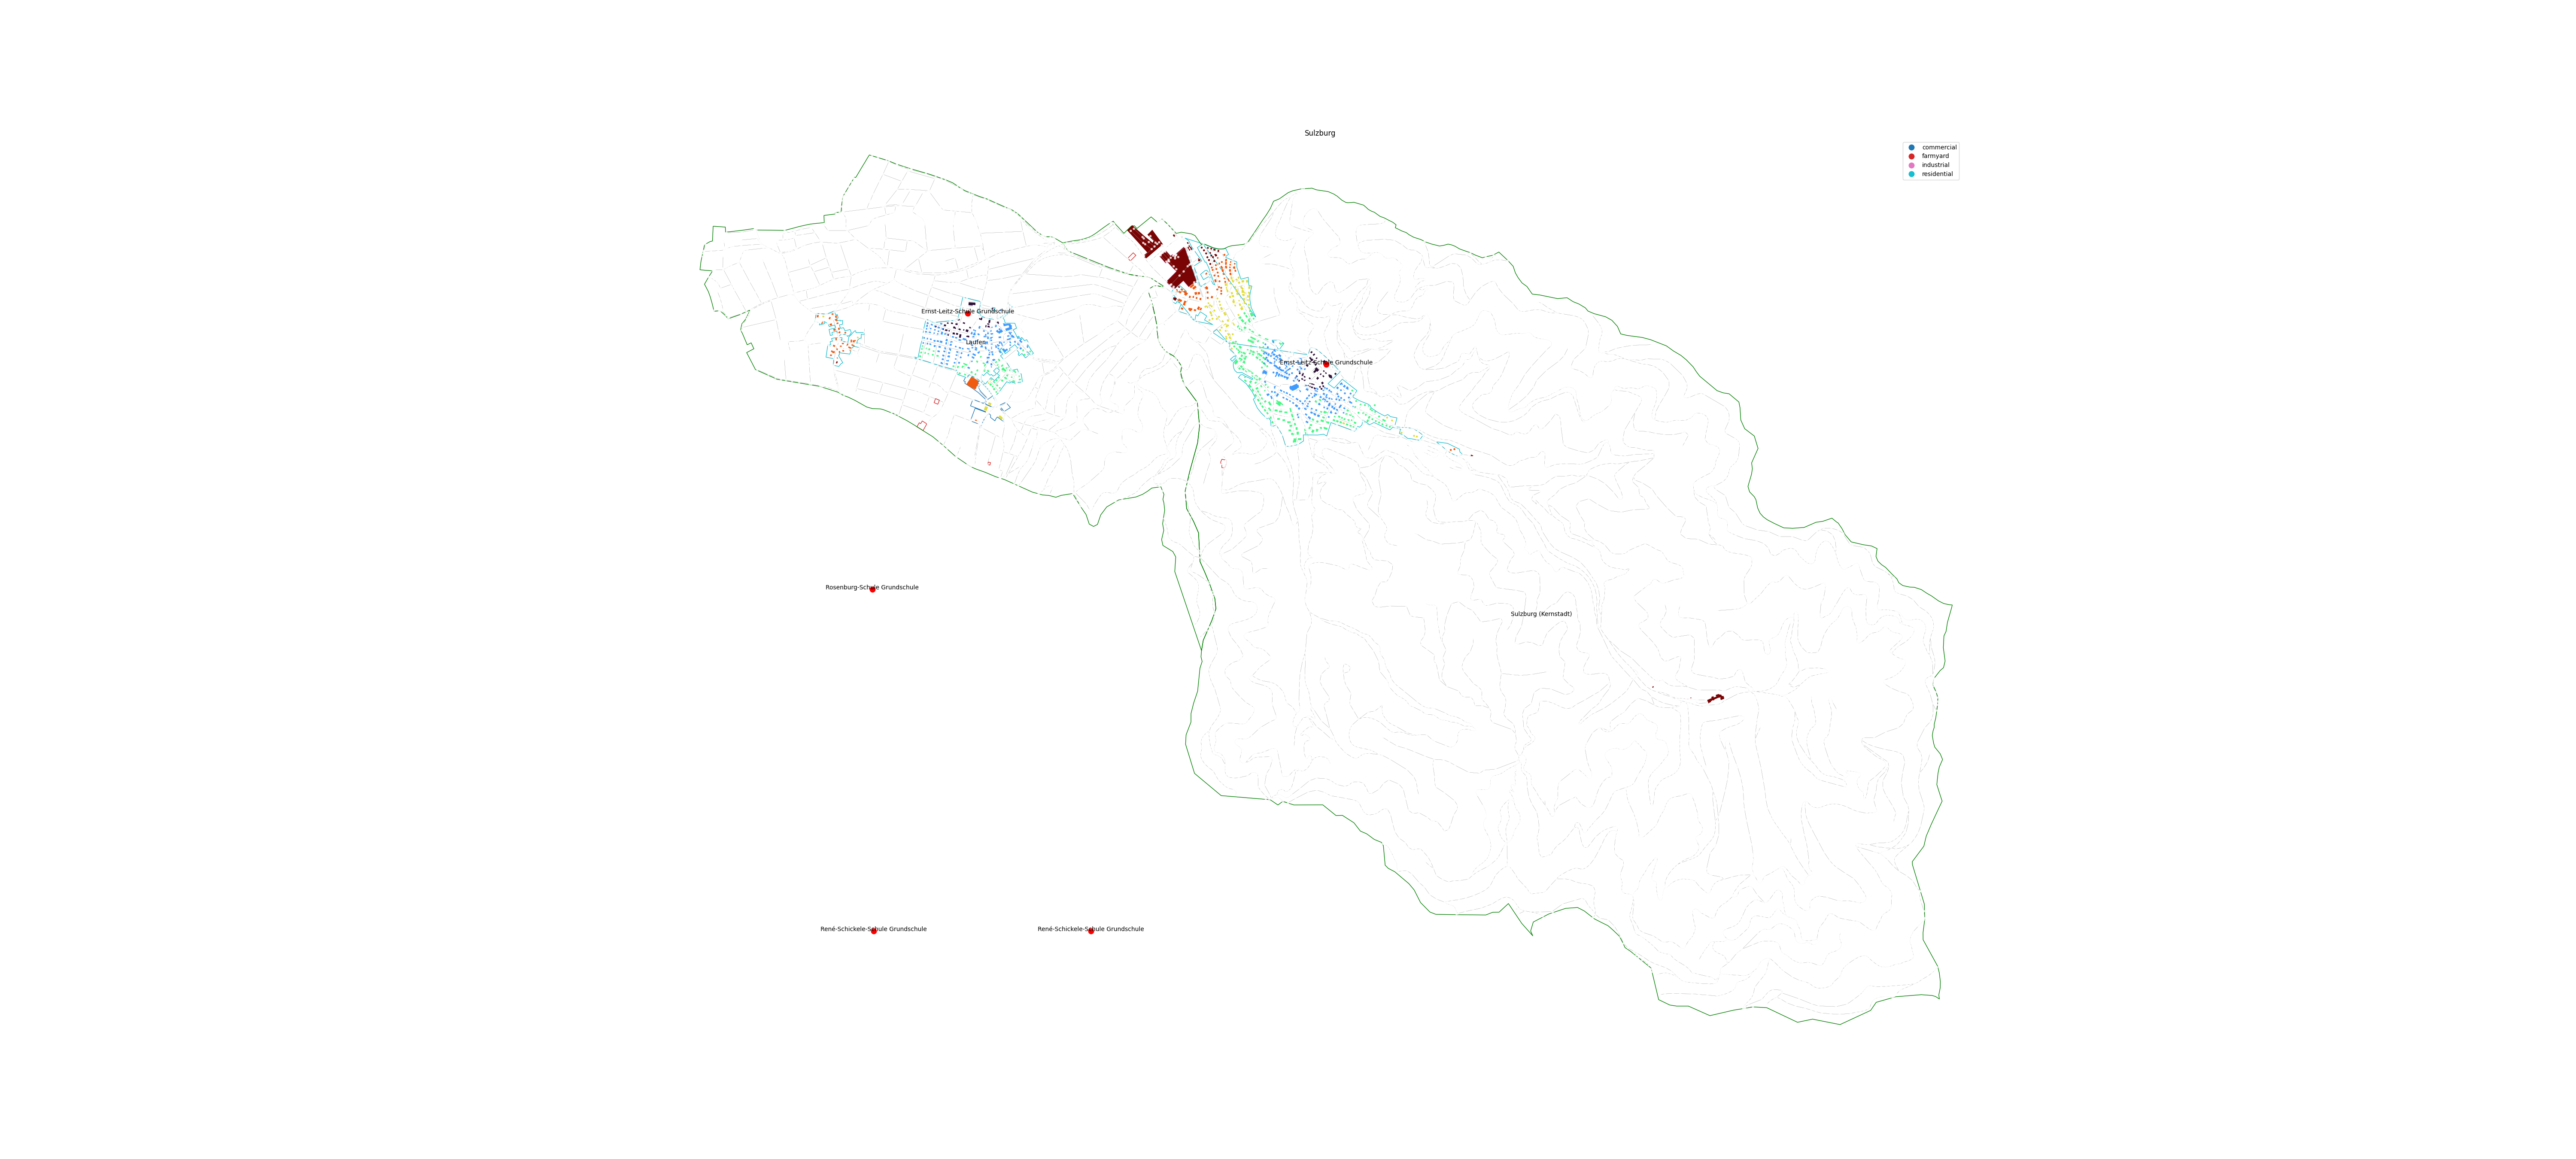 Sulzburg
commercial
farmyard
industrial
residential
Ernst-Leitz-Schule Grundschule
Laufen
Ernst-Leitz-Schule Grundschule
Rosenburg-Schule Grundschule
Sulzburg (Kernstadt)
René-Schickele-Schule Grundschule
René-Schickele-Schule Grundschule